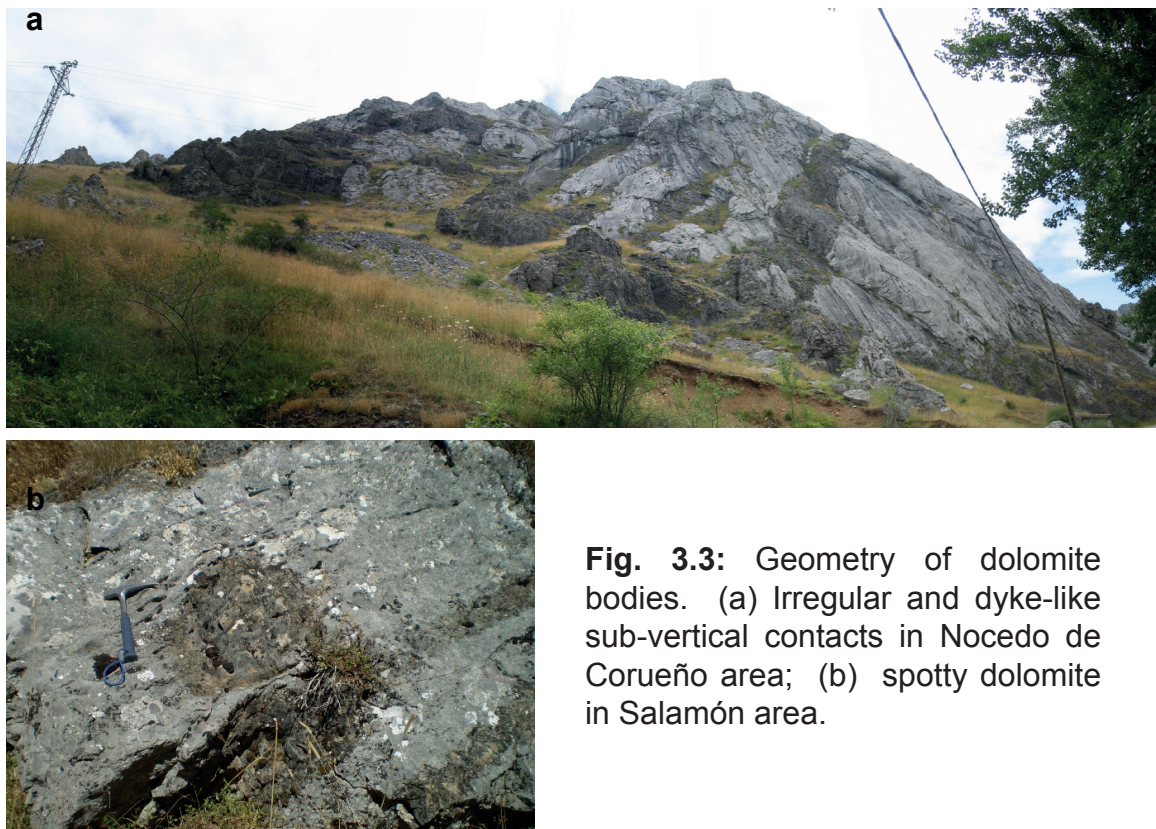 a
b
Fig. 3.3: Geometry of dolomite
bodies. (a) Irregular and dyke-like
sub-vertical contacts in Nocedo de
Corueño area; (b) spotty dolomite
in Salamón area.